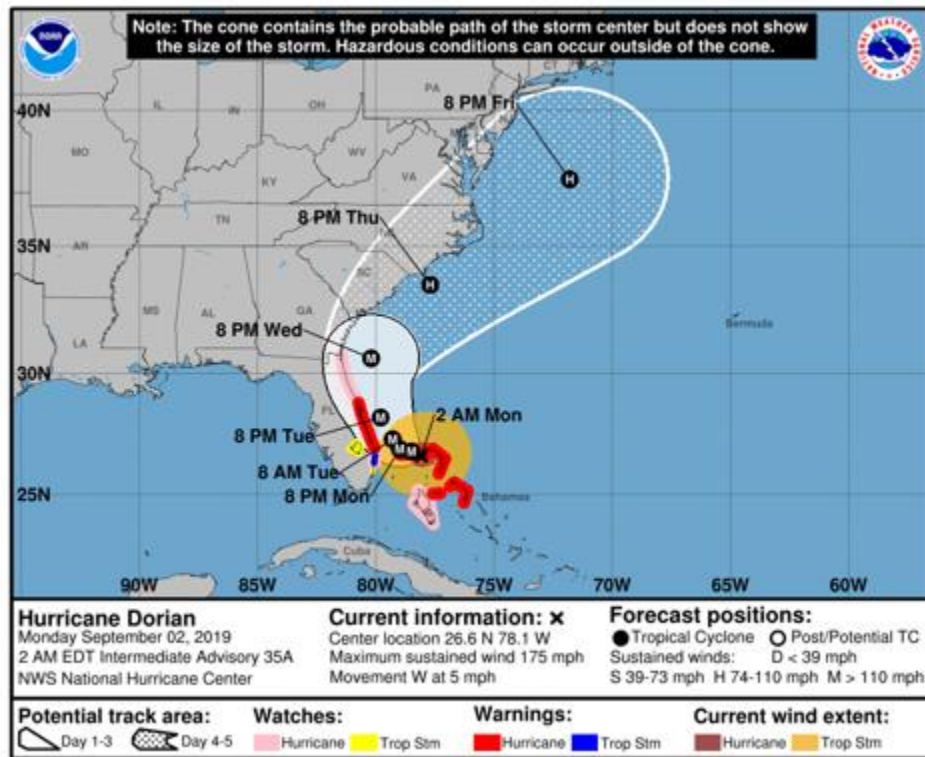 Note: The cone contains the probable path of the storm center but does not show
the size of the storm. Hazardous conditions can occur outside of the cone.
NOAA
40N
35N
30N
25N
90W 85W 80W 75W 70W 65W 60W
8 PM Fri
8 PM Thu
8 PM Wed
8 PM Tue
8 AM Tue
8 PM Mon
2 AM Mon
CT
PA
OH
IN
IL
MO
WV
VA
KY
TN
AR
SC
GA
AL
MS
LA
FL
Bermuda
Bahamas
Cuba
H
H
M
M
M
M
M
Hurricane Dorian
Monday September 02, 2019
2 AM EDT Intermediate Advisory 35A
NWS National Hurricane Center
Current information: ×
Center location 26.6 N 78.1 W
Maximum sustained wind 175 mph
Movement W at 5 mph
Forecast positions:
● Tropical Cyclone ○ Post/Potential TC
Sustained winds: D < 39 mph
S 39-73 mph H 74-110 mph M > 110 mph
Potential track area:
Day 1-3 Day 4-5
Watches:
Hurricane Trop Stm
Warnings:
Hurricane Trop Stm
Current wind extent:
Hurricane Trop Stm